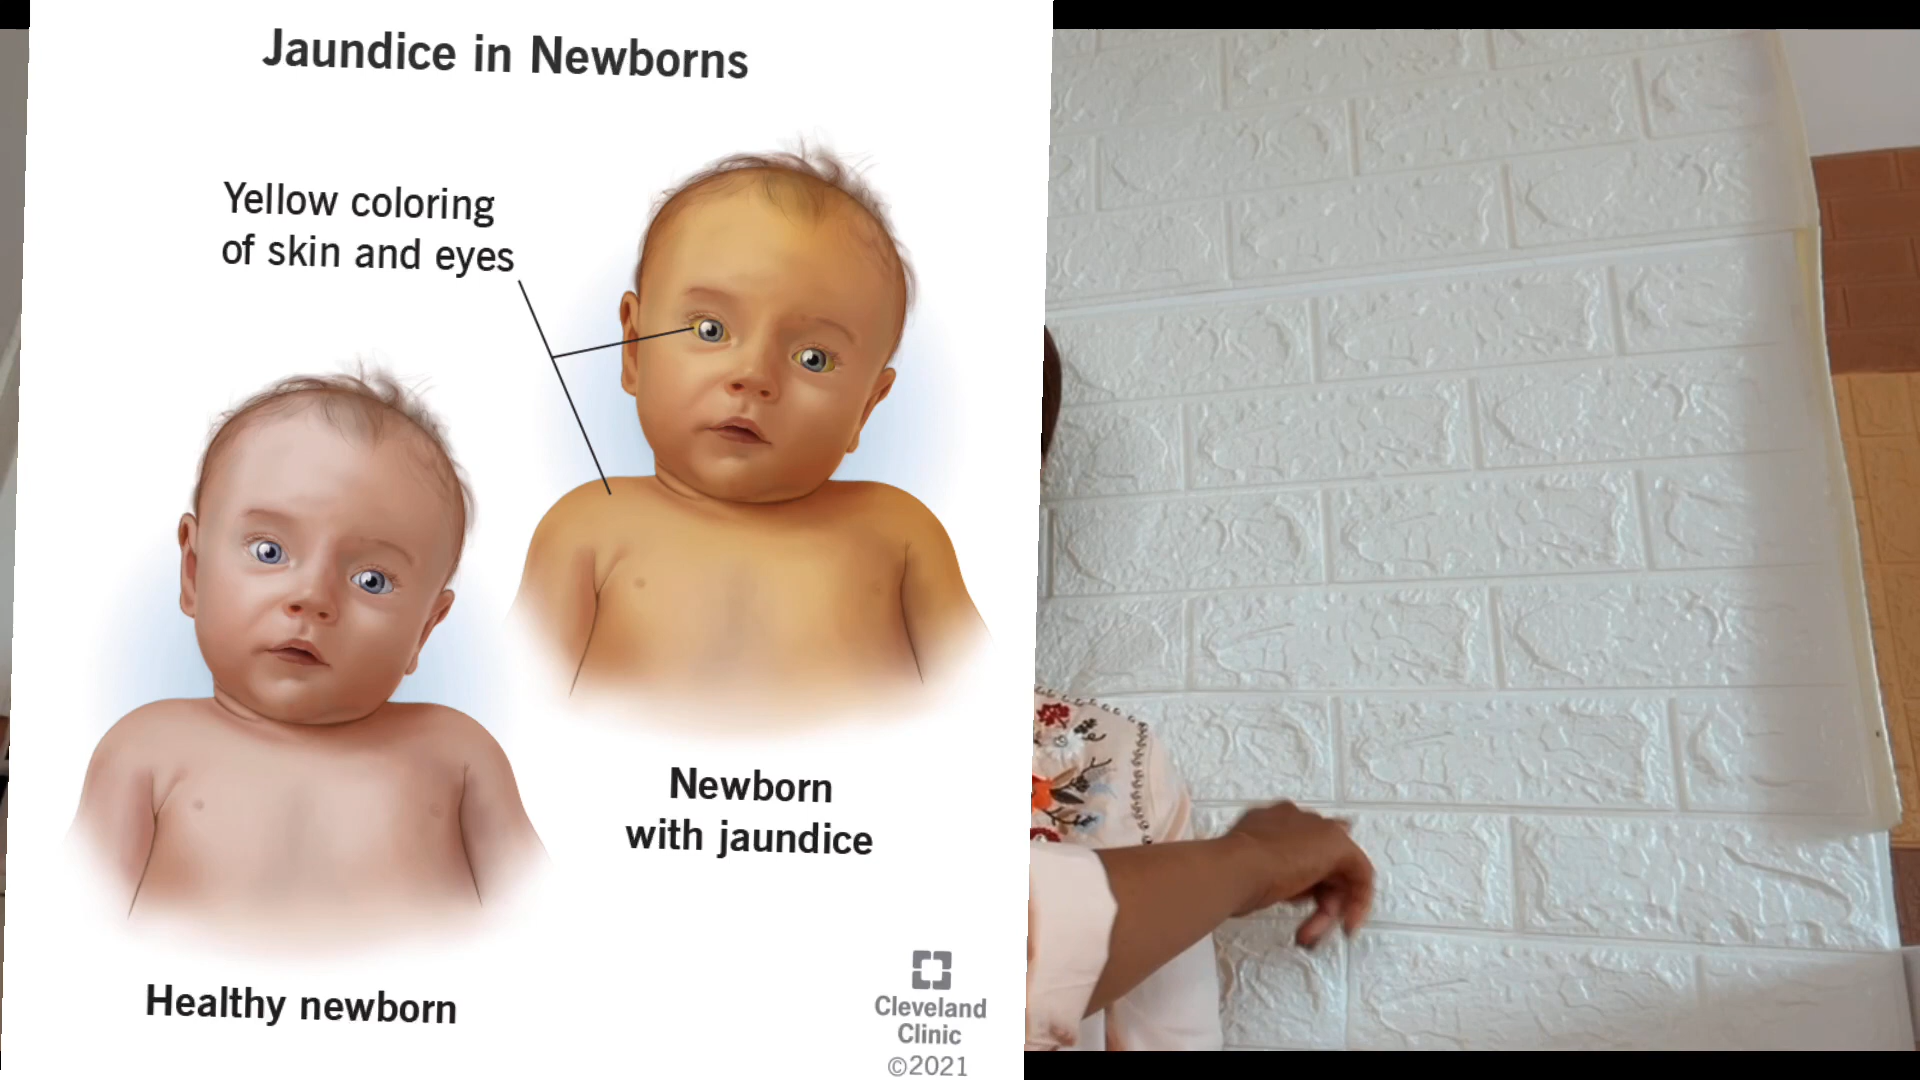 Jaundice in Newborns
Yellow coloring
of skin and eyes
Newborn
with jaundice
Healthy newborn
Cleveland
Clinic
©2021